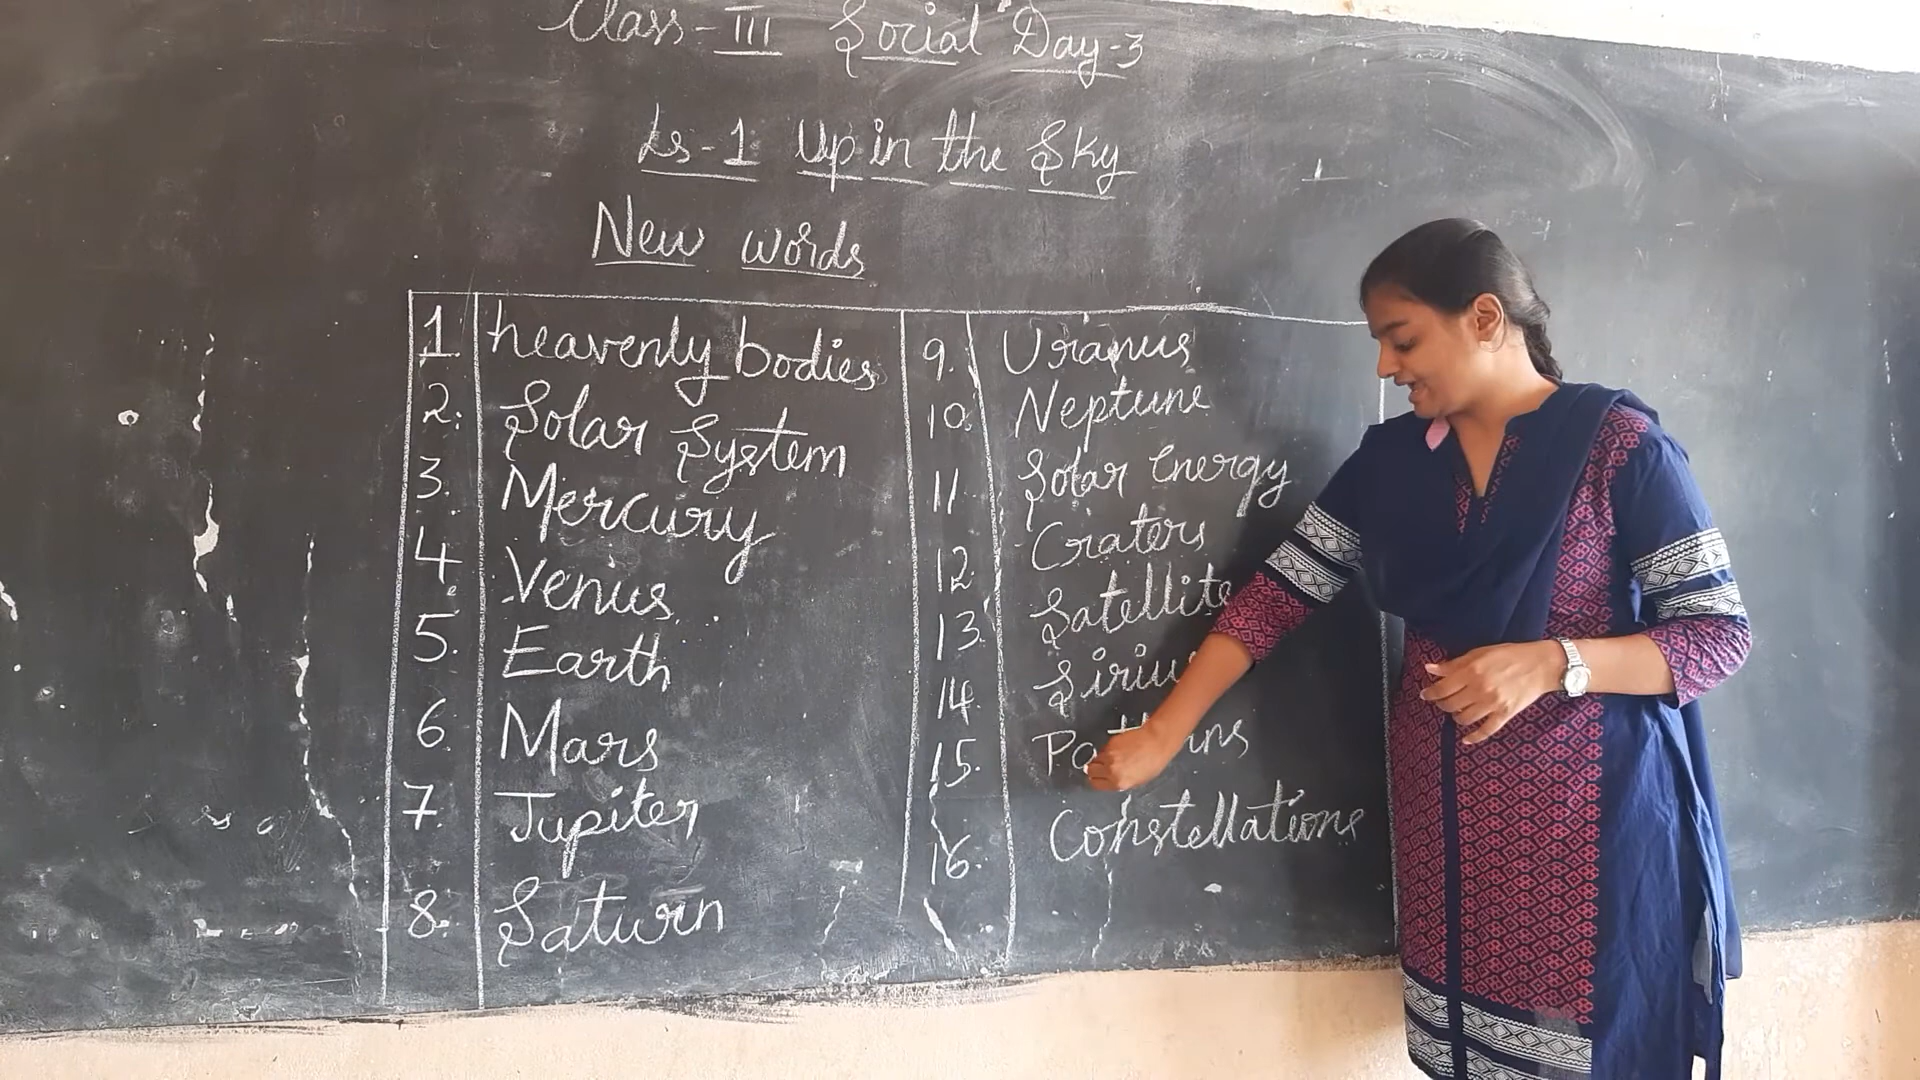 Class-III Social Day-3
Ls-1 Up in the Sky
New words
1. heavenly bodies
2. Solar System
3. Mercury
4. Venus
5. Earth
6. Mars
7. Jupiter
8. Saturn
9. Uranus
10. Neptune
11. Solar energy
12. Craters
13. Satellite
14. Sirius
15.
16. Constellations